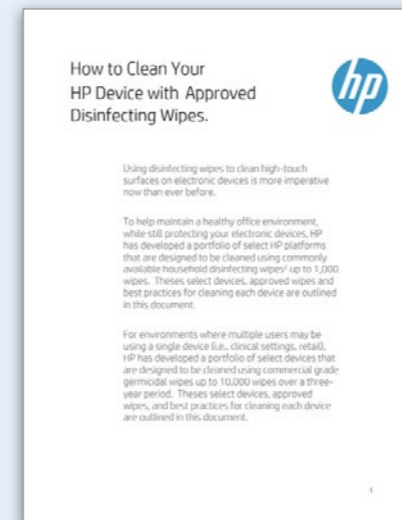 How to Clean Your
HP Device with Approved
Disinfecting Wipes.
hp
Using disinfecting wipes to clean high-touch
surfaces on electronic devices is more imperative
now than ever before.
To help maintain a healthy office environment,
while still protecting your electronic devices, HP
has developed a portfolio of select HP platforms
that are designed to be cleaned using commonly
available household disinfecting wipes² up to 1,000
wipes. Theses select devices, approved wipes and
best practices for cleaning each device are outlined
in this document.
For environments where multiple users may be
using a single device (i.e., clinical settings, retail),
HP has developed a portfolio of select devices that
are designed to be cleaned using commercial grade
germicidal wipes up to 10,000 wipes over a three-
year period. Theses select devices, approved
wipes, and best practices for cleaning each device
are outlined in this document.
1